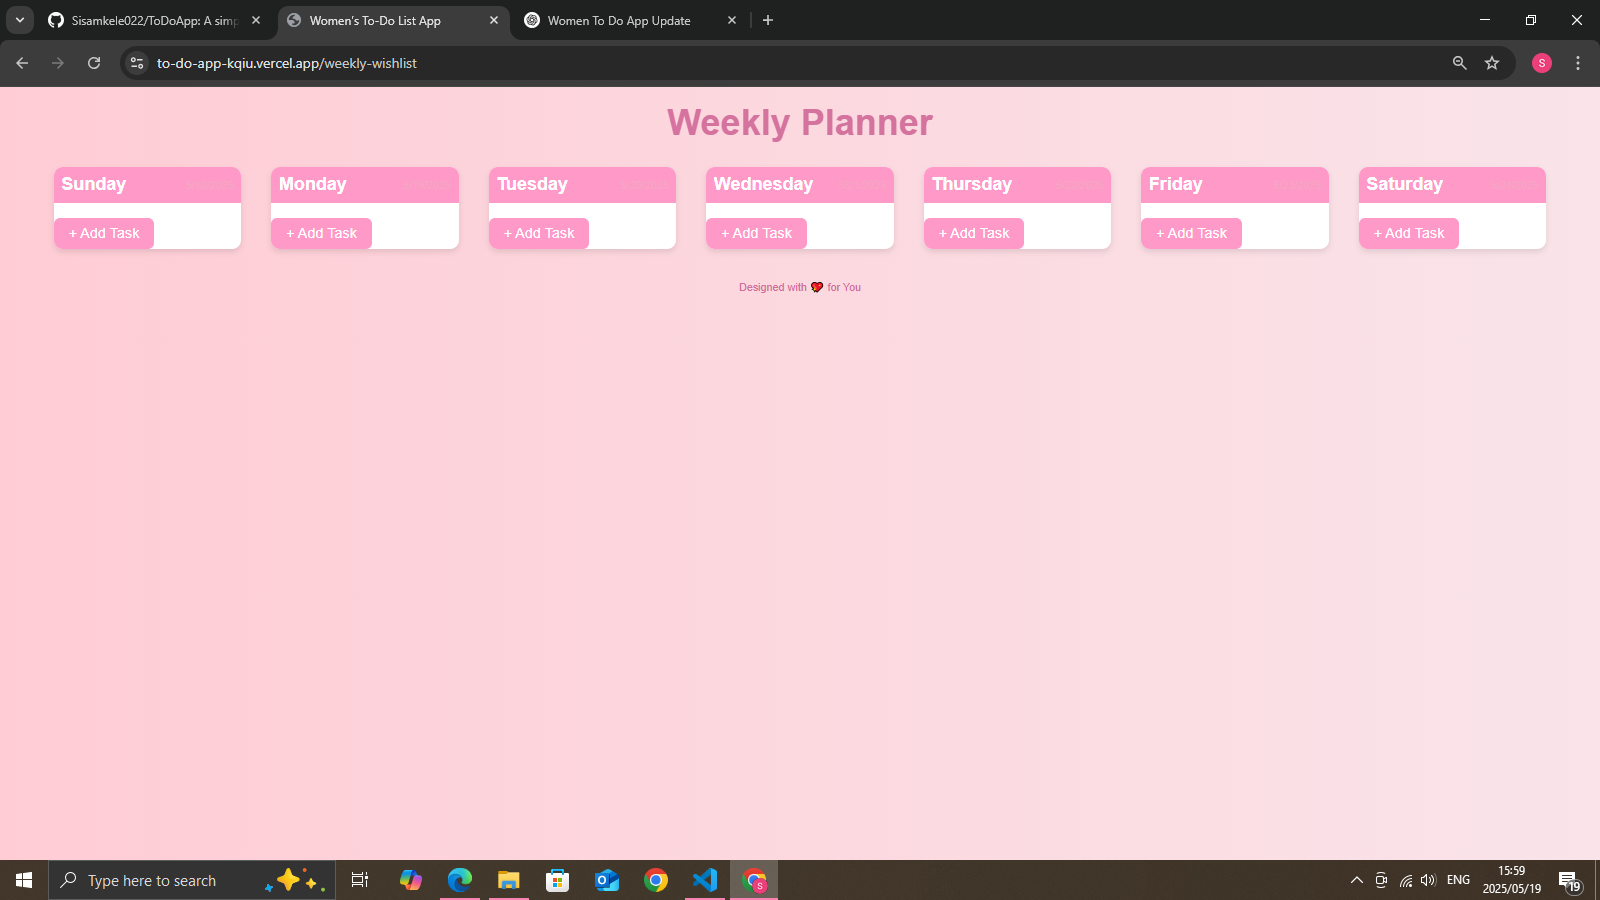 Sisamkele022/ToDoApp: A simp
Women's To-Do List App
Women To Do App Update
to-do-app-kqiu.vercel.app/weekly-wishlist
S
Weekly Planner
Sunday
Monday
Tuesday
Wednesday
Thursday
Friday
Saturday
+ Add Task
+ Add Task
+ Add Task
+ Add Task
+ Add Task
+ Add Task
+ Add Task
Designed with 💖 for You
Type here to search
S
ENG
15:59
2025/05/19
19